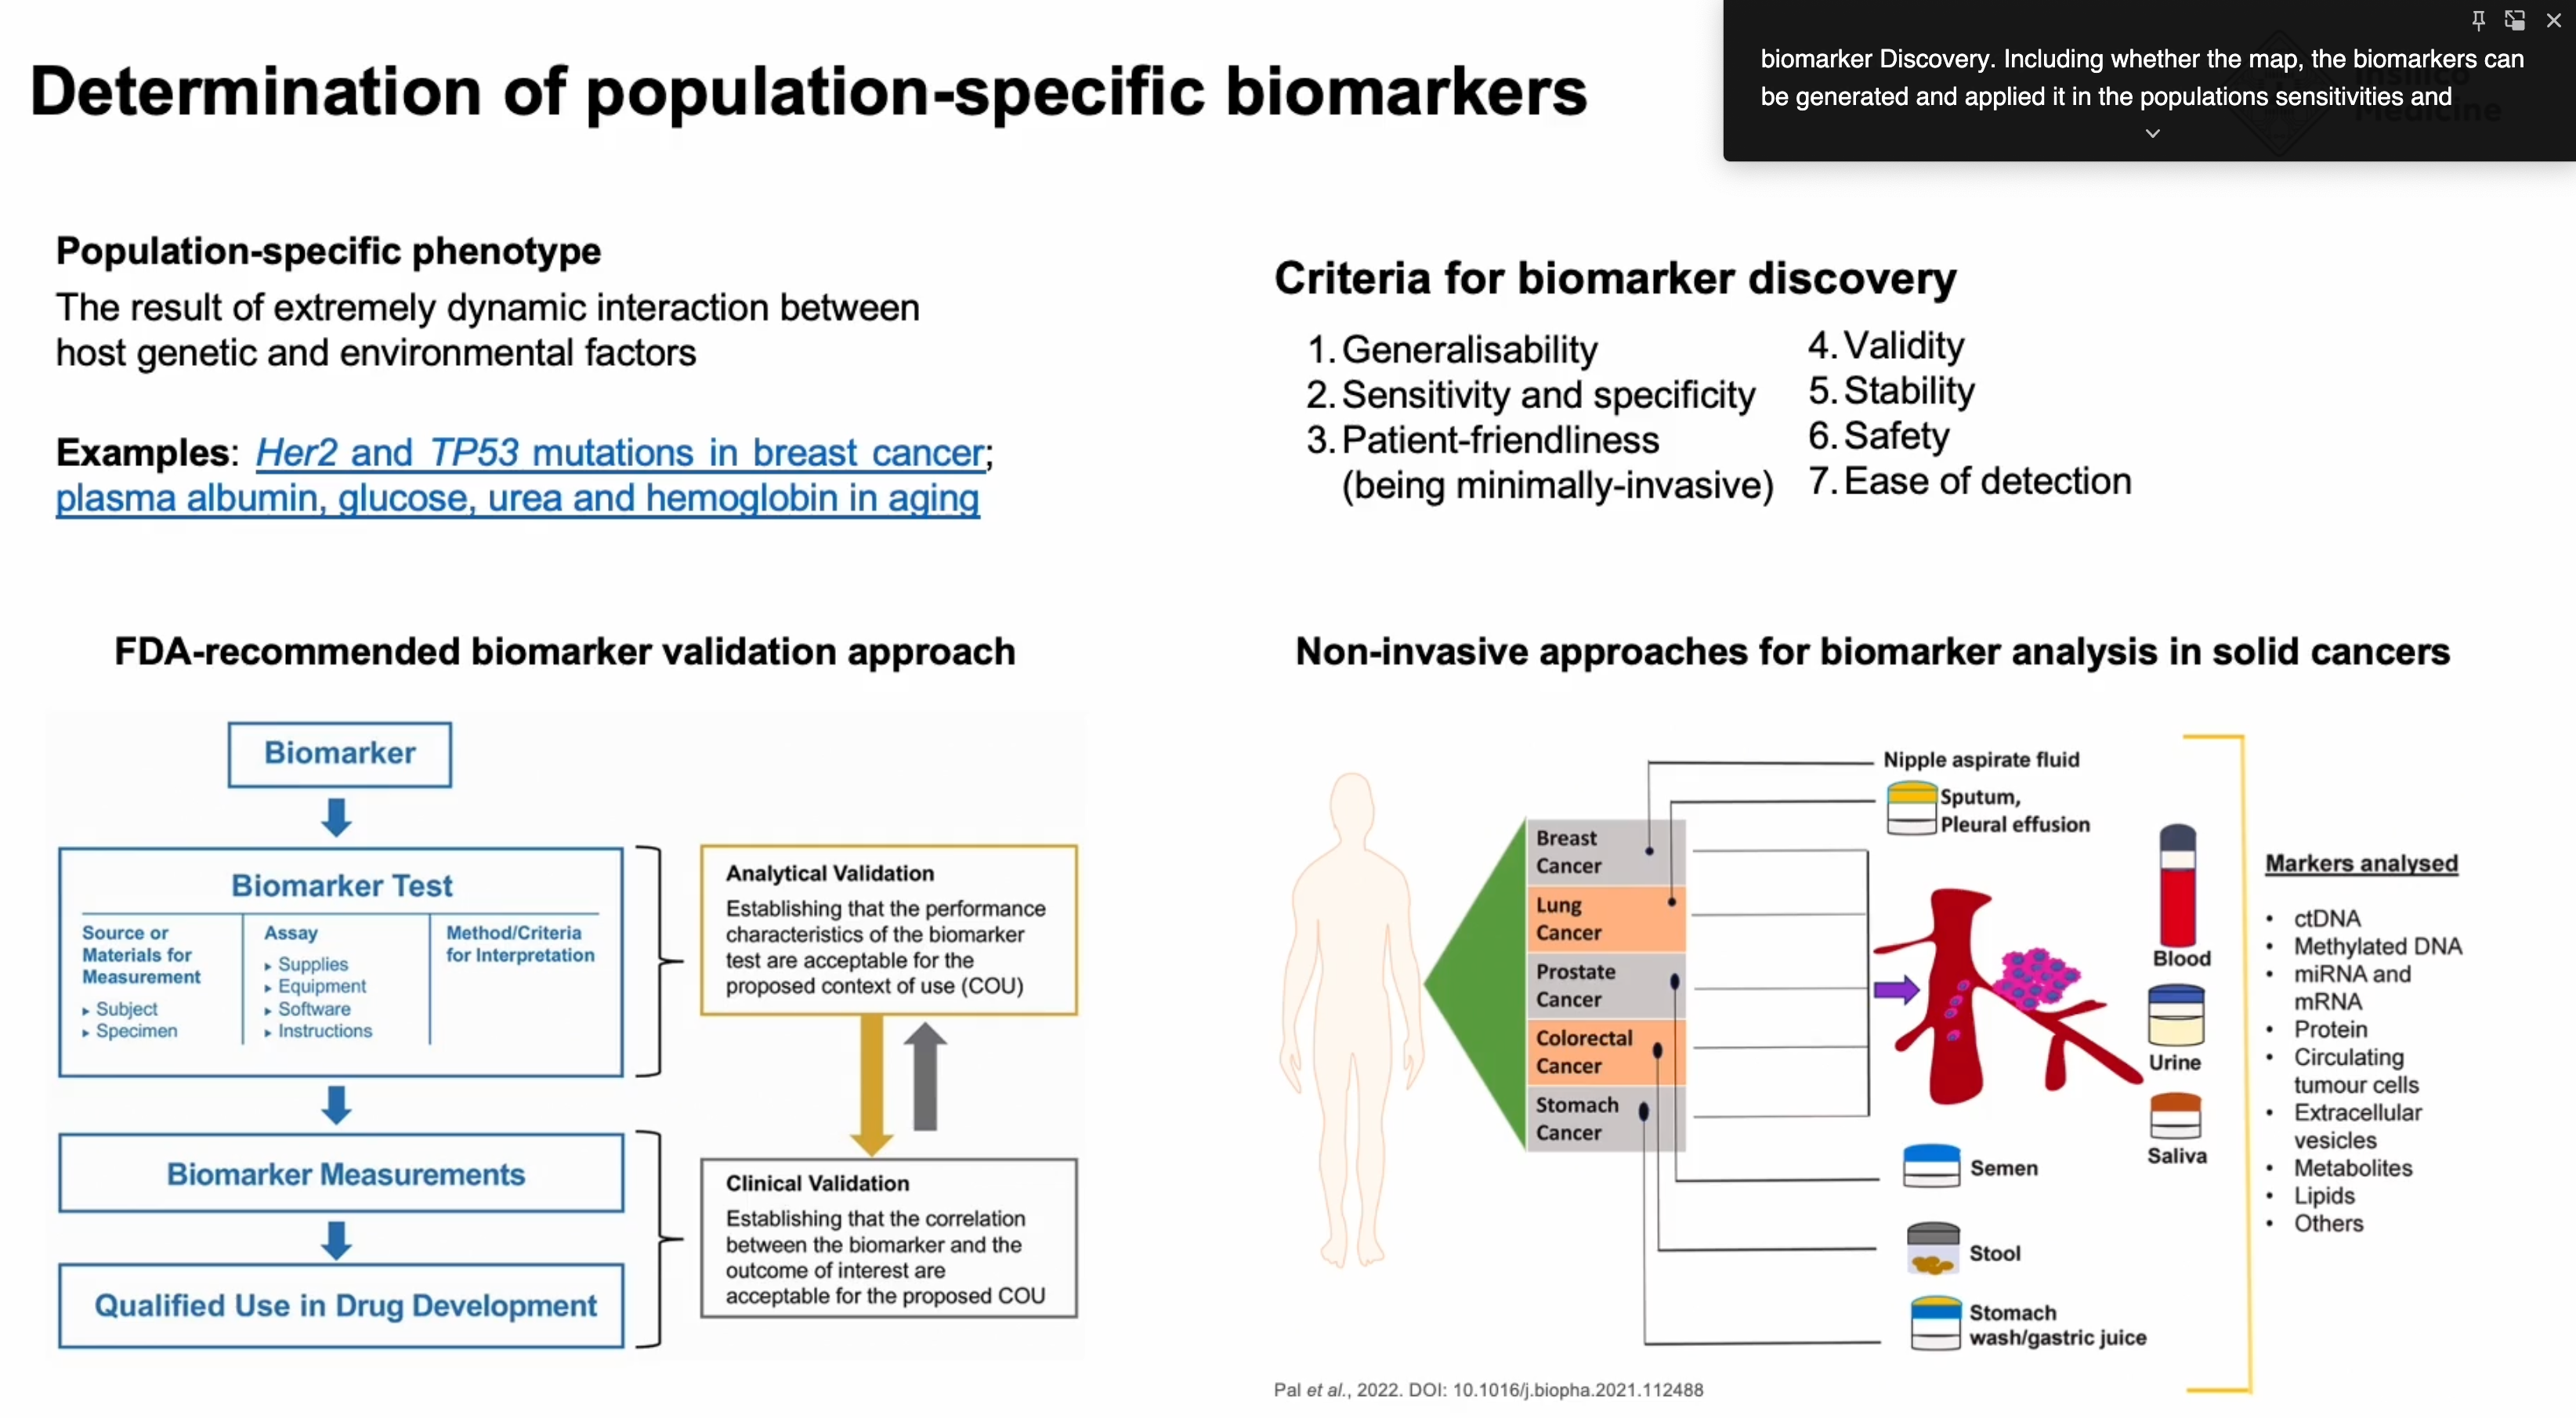 Determination of population-specific biomarkers
biomarker Discovery. Including whether the map, the biomarkers can
be generated and applied it in the populations sensitivities and
Insilico
Medicine
Population-specific phenotype
The result of extremely dynamic interaction between
host genetic and environmental factors
Examples: Her2 and TP53 mutations in breast cancer;
plasma albumin, glucose, urea and hemoglobin in aging
Criteria for biomarker discovery
1. Generalisability
2. Sensitivity and specificity
3. Patient-friendliness
(being minimally-invasive)
4. Validity
5. Stability
6. Safety
7. Ease of detection
FDA-recommended biomarker validation approach
Biomarker
Biomarker Test
Source or
Materials for
Measurement
▸ Subject
▸ Specimen
Assay
▸ Supplies
▸ Equipment
▸ Software
▸ Instructions
Method/Criteria
for Interpretation
Biomarker Measurements
Qualified Use in Drug Development
Analytical Validation
Establishing that the performance
characteristics of the biomarker
test are acceptable for the
proposed context of use (COU)
Clinical Validation
Establishing that the correlation
between the biomarker and the
outcome of interest are
acceptable for the proposed COU
Non-invasive approaches for biomarker analysis in solid cancers
Breast
Cancer
Lung
Cancer
Prostate
Cancer
Colorectal
Cancer
Stomach
Cancer
Nipple aspirate fluid
Sputum,
Pleural effusion
Blood
Urine
Saliva
Semen
Stool
Stomach
wash/gastric juice
Markers analysed
• ctDNA
• Methylated DNA
• miRNA and
mRNA
• Protein
• Circulating
tumour cells
• Extracellular
vesicles
• Metabolites
• Lipids
• Others
Pal et al., 2022. DOI: 10.1016/j.biopha.2021.112488